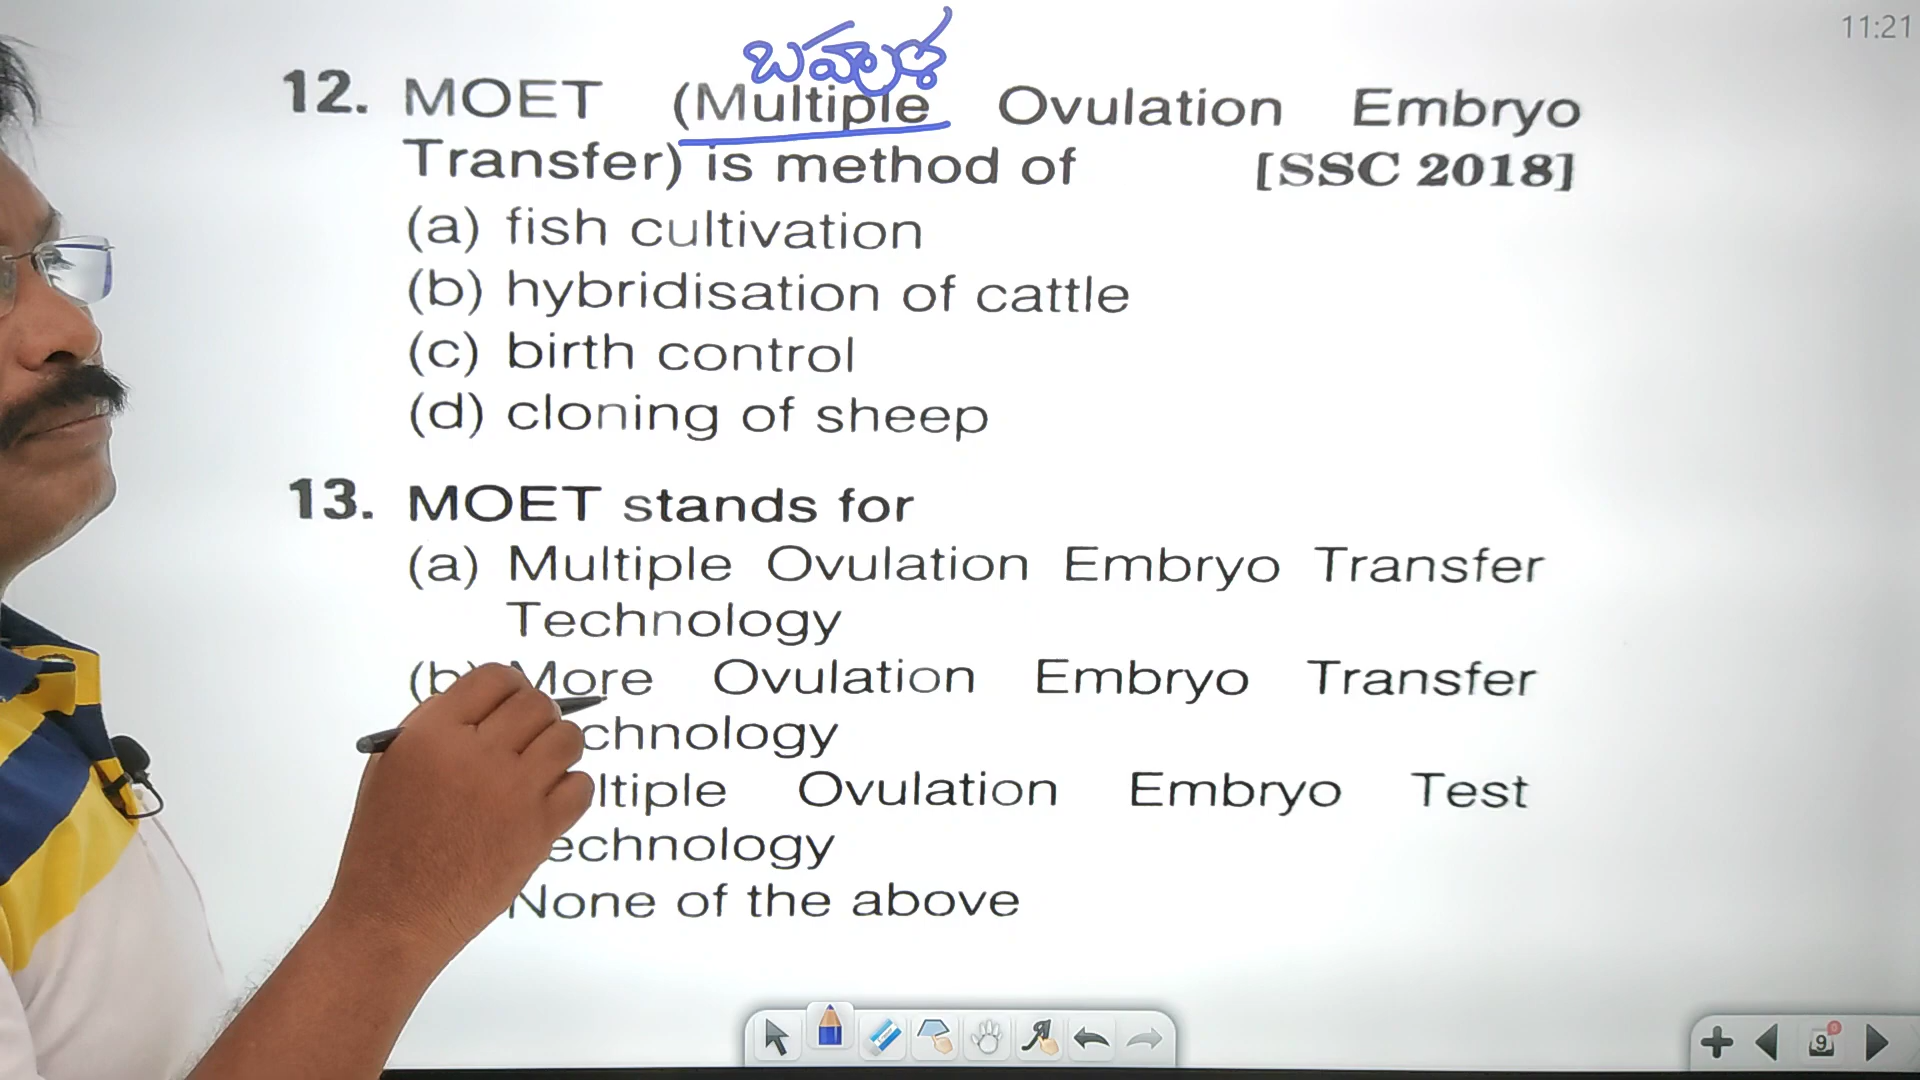 11:21
బహుళ
12. MOET (Multiple Ovulation Embryo
Transfer) is method of [SSC 2018]
(a) fish cultivation
(b) hybridisation of cattle
(c) birth control
(d) cloning of sheep
13. MOET stands for
(a) Multiple Ovulation Embryo Transfer
Technology
(b) More Ovulation Embryo Transfer
chnology
ltiple Ovulation Embryo Test
echnology
None of the above
9